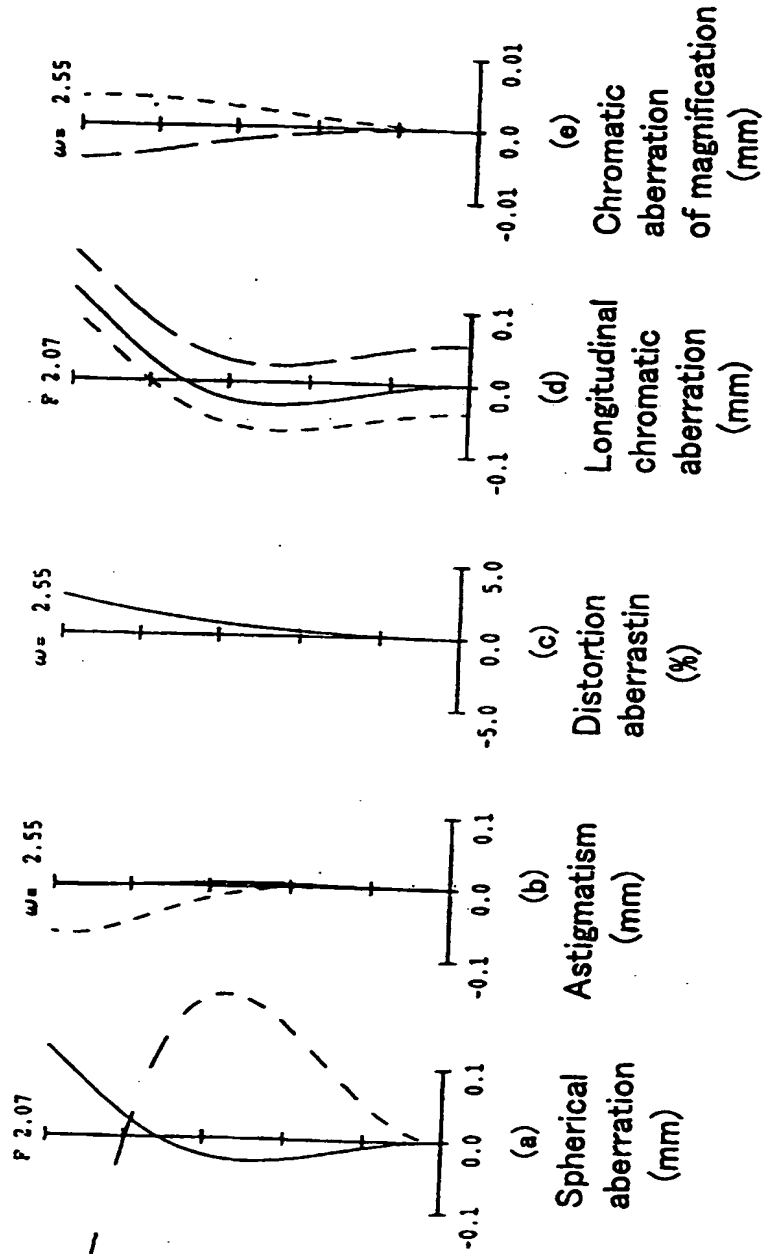 F 2.07
-0.1 0.0 0.1
(a)
Spherical
aberration
(mm)
ω= 2.55
-0.1 0.0 0.1
(b)
Astigmatism
(mm)
ω= 2.55
-5.0 0.0 5.0
(c)
Distortion
aberrastin
(%)
F 2.07
-0.1 0.0 0.1
(d)
Longitudinal
chromatic
aberration
(mm)
ω= 2.55
-0.01 0.0 0.01
(e)
Chromatic
aberration
of magnification
(mm)